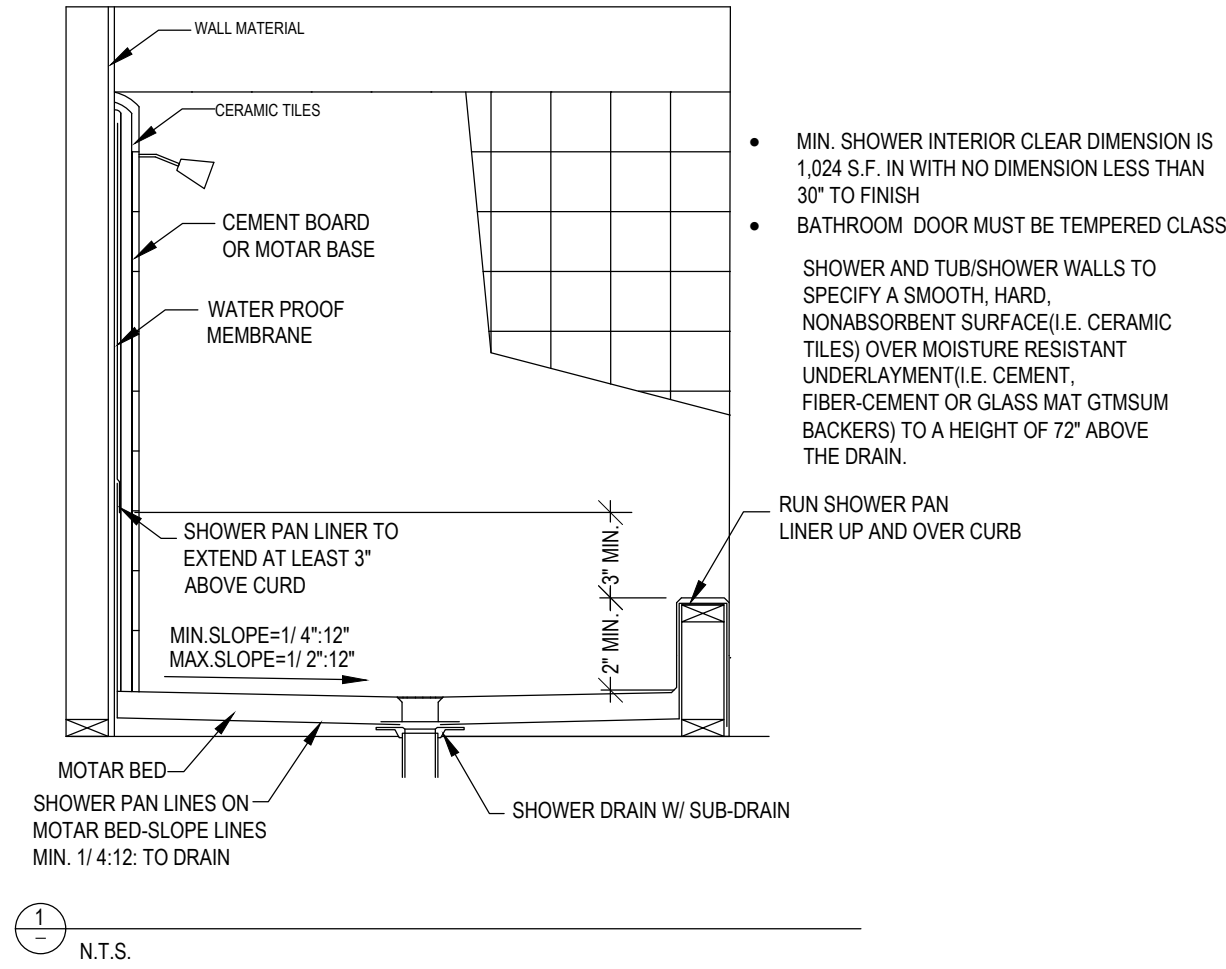 WALL MATERIAL
CERAMIC TILES
CEMENT BOARD
OR MOTAR BASE
WATER PROOF
MEMBRANE
SHOWER PAN LINER TO
EXTEND AT LEAST 3"
ABOVE CURD
MIN.SLOPE=1/ 4":12"
MAX.SLOPE=1/ 2":12"
3" MIN.
2" MIN.
• MIN. SHOWER INTERIOR CLEAR DIMENSION IS
1,024 S.F. IN WITH NO DIMENSION LESS THAN
30" TO FINISH
• BATHROOM DOOR MUST BE TEMPERED CLASS
SHOWER AND TUB/SHOWER WALLS TO
SPECIFY A SMOOTH, HARD,
NONABSORBENT SURFACE(I.E. CERAMIC
TILES) OVER MOISTURE RESISTANT
UNDERLAYMENT(I.E. CEMENT,
FIBER-CEMENT OR GLASS MAT GTMSUM
BACKERS) TO A HEIGHT OF 72" ABOVE
THE DRAIN.
RUN SHOWER PAN
LINER UP AND OVER CURB
MOTAR BED
SHOWER PAN LINES ON
MOTAR BED-SLOPE LINES
MIN. 1/ 4:12: TO DRAIN
SHOWER DRAIN W/ SUB-DRAIN
1
–
N.T.S.